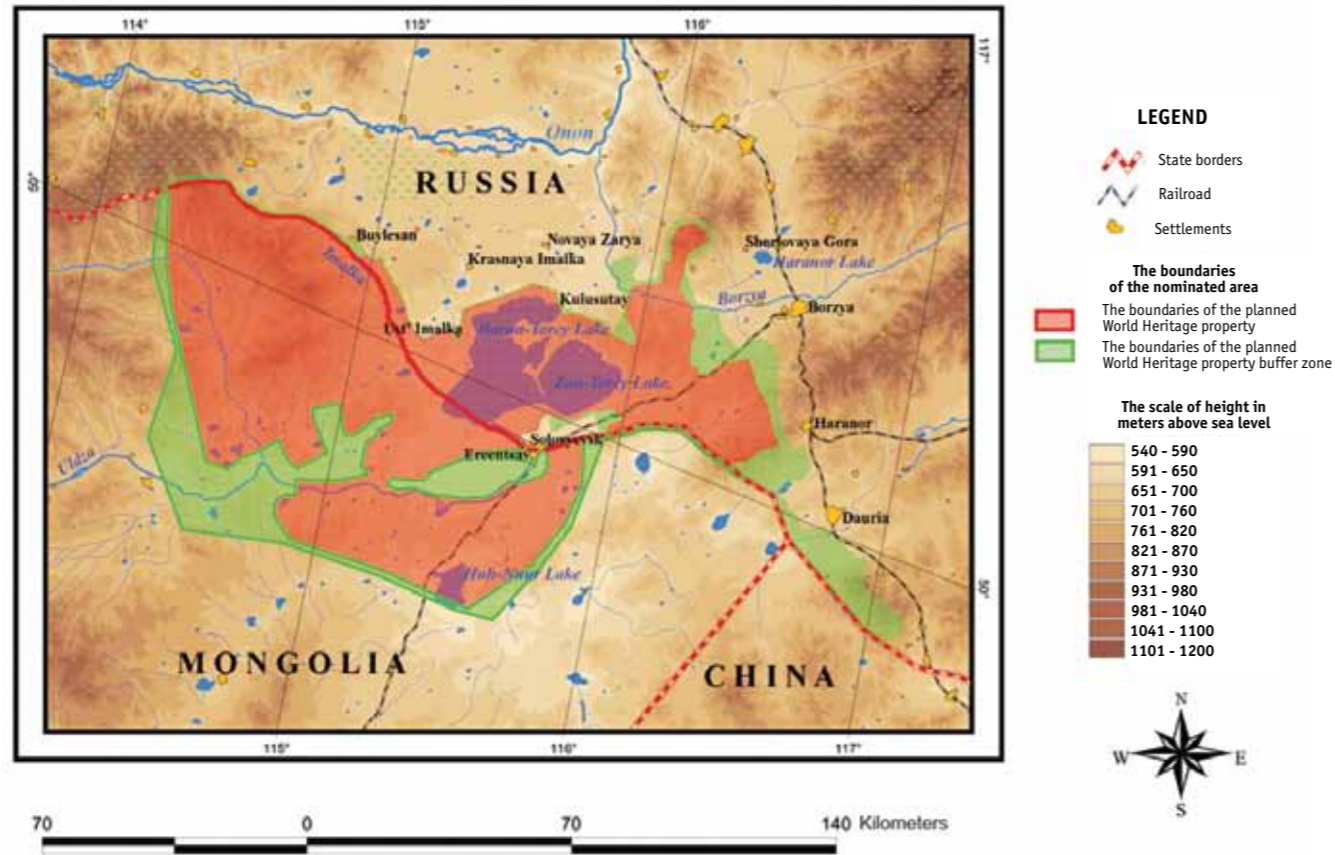 114°
115°
116°
117°
50°
Onon
RUSSIA
Buylesan
Imalka
Novaya Zarya
Krasnaya Imalka
Sherlovaya Gora
Haranor Lake
Kulusutay
Borzya
Borzya
Ust' Imalka
Barun-Torey Lake
Zun-Torey Lake
Haranor
Solovyevsk
Ereentsav
Uldza
Dauria
Huh-Nuur Lake
50°
MONGOLIA
CHINA
115°
116°
117°
70
0
70
140 Kilometers
LEGEND
State borders
Railroad
Settlements
The boundaries
of the nominated area
The boundaries of the planned
World Heritage property
The boundaries of the planned
World Heritage property buffer zone
The scale of height in
meters above sea level
540 - 590
591 - 650
651 - 700
701 - 760
761 - 820
821 - 870
871 - 930
931 - 980
981 - 1040
1041 - 1100
1101 - 1200
N
W
E
S